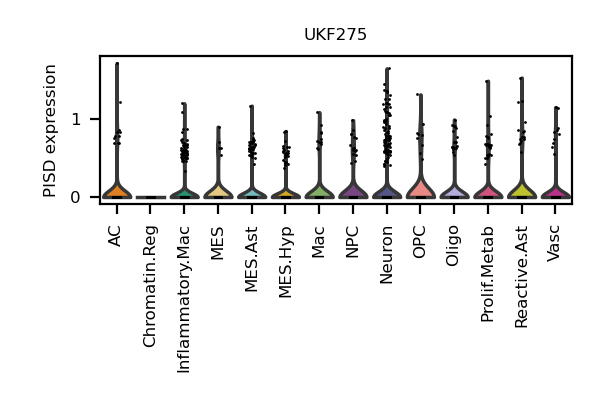 UKF275
PISD expression
1
0
AC
Chromatin.Reg
Inflammatory.Mac
MES
MES.Ast
MES.Hyp
Mac
NPC
Neuron
OPC
Oligo
Prolif.Metab
Reactive.Ast
Vasc